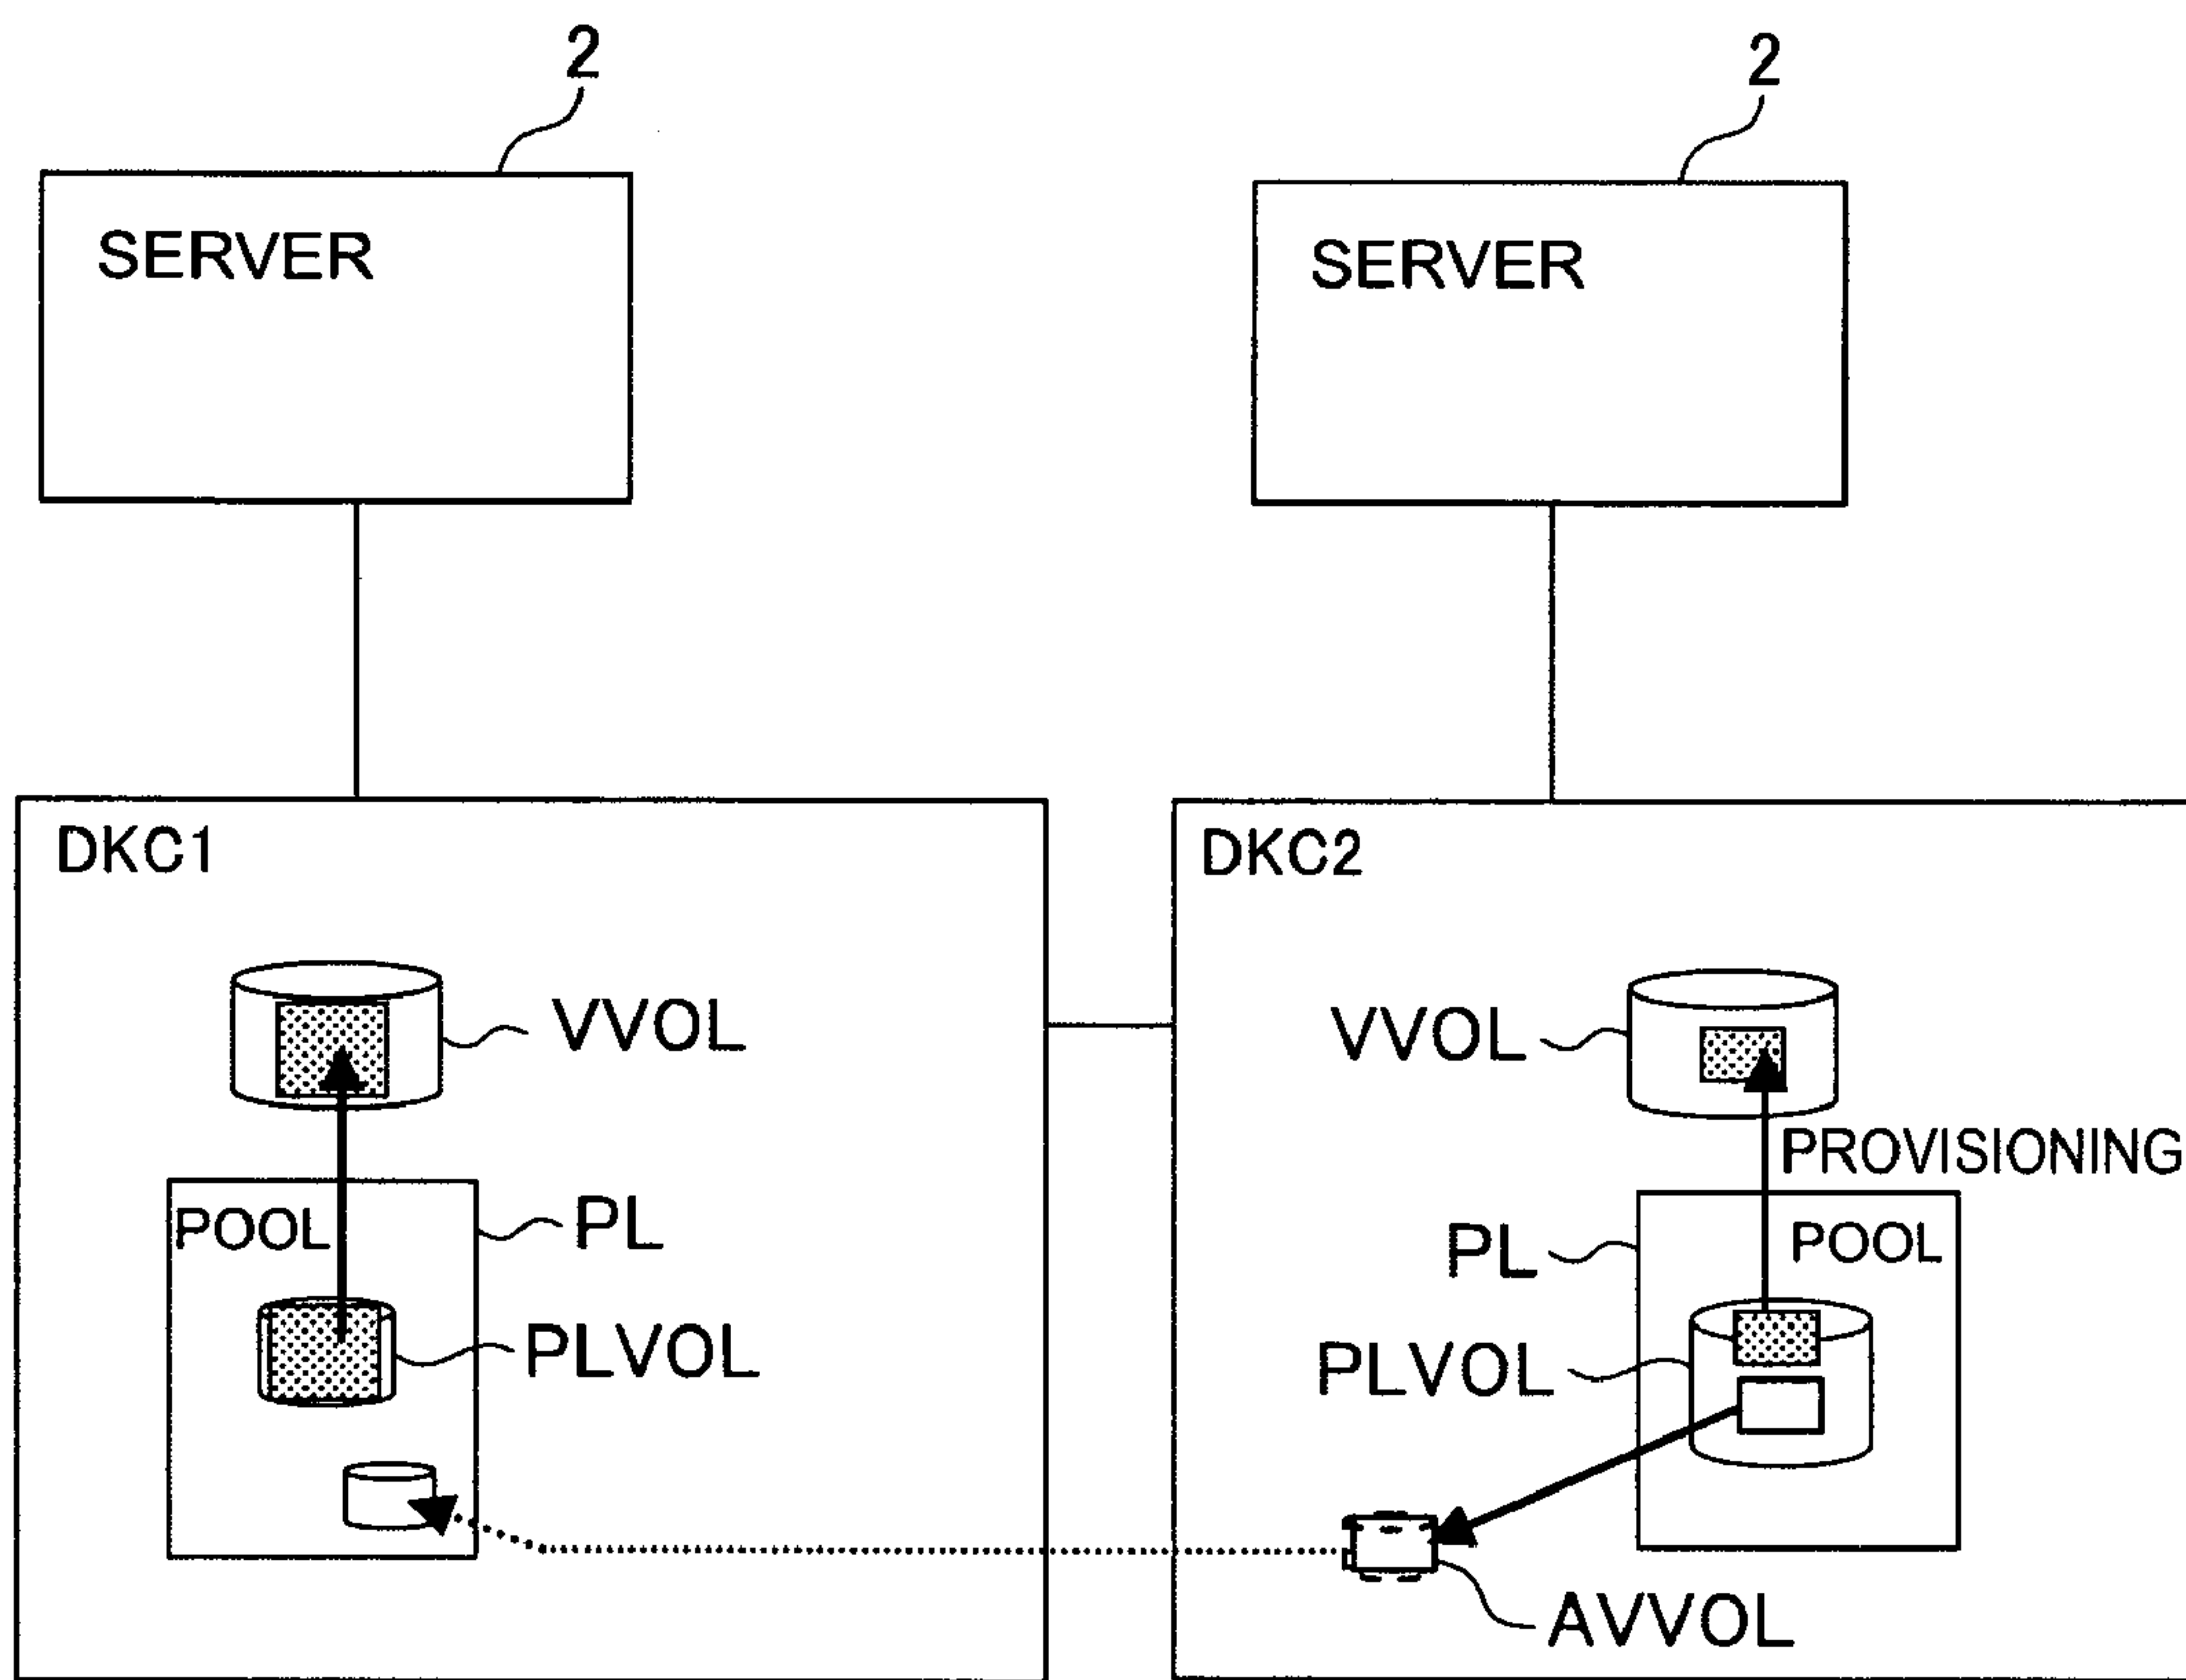 2
2
SERVER
SERVER
DKC1
DKC2
VVOL
VVOL
PROVISIONING
POOL
PL
PL
POOL
PLVOL
PLVOL
AVVOL